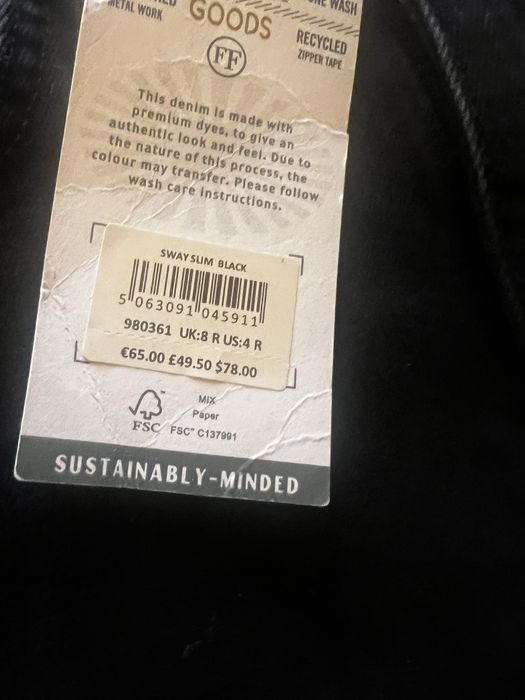 METAL WORK
GOODS
WASH
RECYCLED
ZIPPER TAPE
FF
This denim is made with
premium dyes, to give an
authentic look and feel. Due to
the nature of this process, the
colour may transfer. Please follow
wash care instructions.
SWAY SLIM BLACK
5 063091 045911
980361 UK:8 R US:4 R
€65.00 £49.50 $78.00
MIX
Paper
FSC™ C137991
FSC
SUSTAINABLY-MINDED